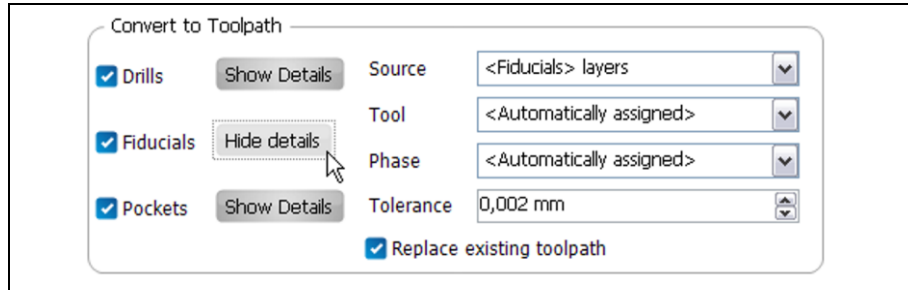 Convert to Toolpath
Drills Show Details Source <Fiducials> layers
Tool <Automatically assigned>
Fiducials Hide details
Phase <Automatically assigned>
Pockets Show Details Tolerance 0,002 mm
Replace existing toolpath